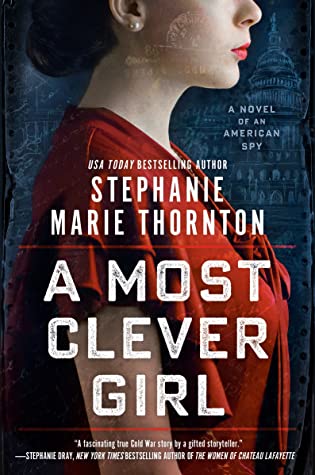 A NOVEL
OF AN
AMERICAN
SPY
USA TODAY BESTSELLING AUTHOR
STEPHANIE
MARIE THORNTON
A MOST
CLEVER
GIRL
"A fascinating true Cold War story by a gifted storyteller."
—STEPHANIE DRAY, NEW YORK TIMES BESTSELLING AUTHOR OF THE WOMEN OF CHATEAU LAFAYETTE